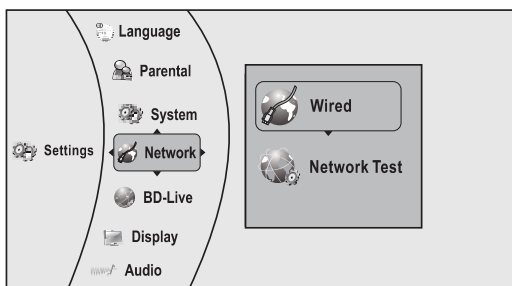 Language
Parental
System
Settings
Network
BD-Live
Display
Audio
Wired
Network Test